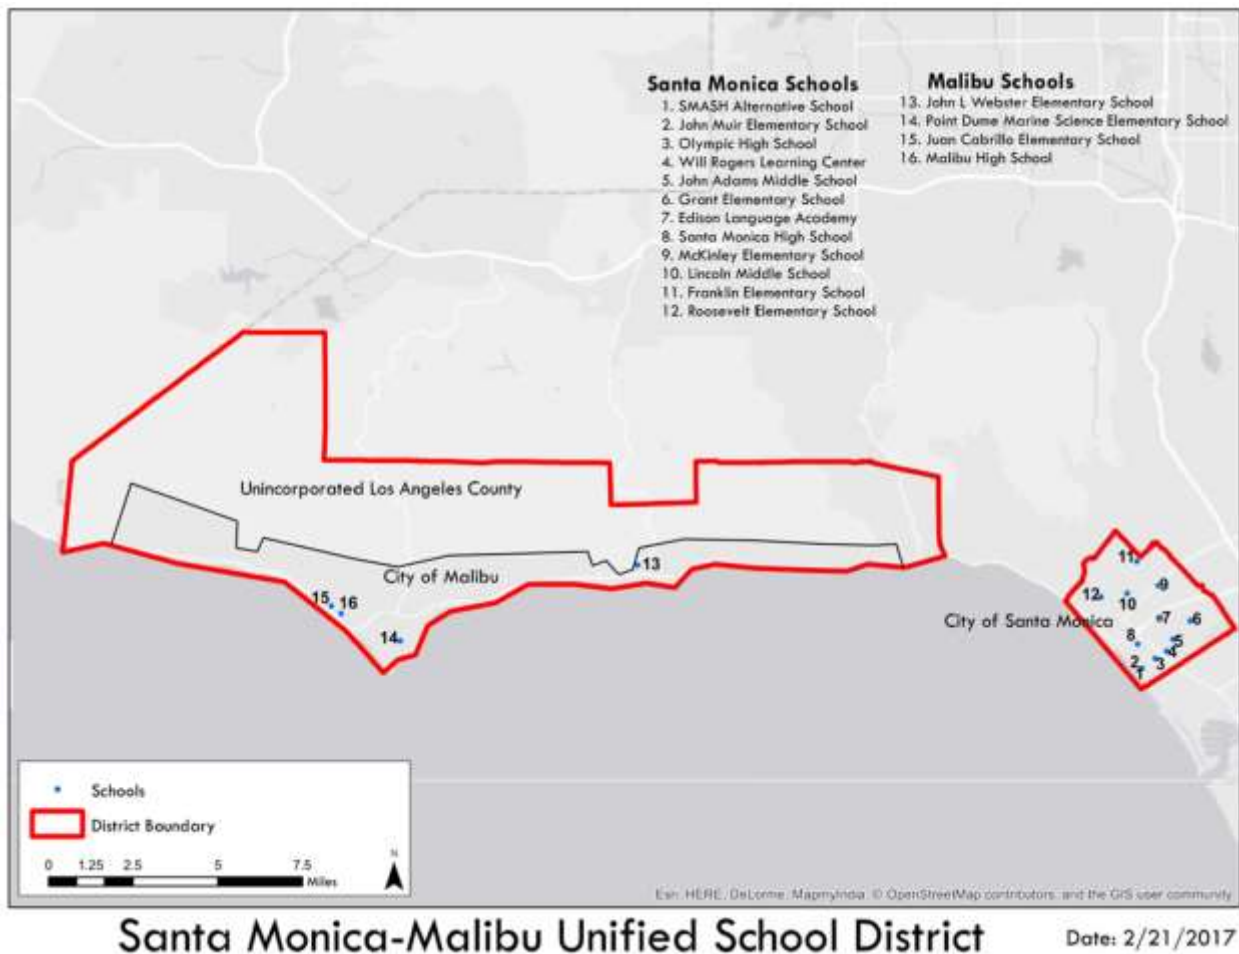 Santa Monica Schools
1. SMASH Alternative School
2. John Muir Elementary School
3. Olympic High School
4. Will Rogers Learning Center
5. John Adams Middle School
6. Grant Elementary School
7. Edison Language Academy
8. Santa Monica High School
9. McKinley Elementary School
10. Lincoln Middle School
11. Franklin Elementary School
12. Roosevelt Elementary School
Malibu Schools
13. John L Webster Elementary School
14. Point Dume Marine Science Elementary School
15. Juan Cabrillo Elementary School
16. Malibu High School
Unincorporated Los Angeles County
City of Malibu
13
15
16
14
City of Santa Monica
11
9
12
10
7
6
8
5
4
3
2
1
Schools
District Boundary
0 1.25 2.5 5 7.5
Miles
N
Esri, HERE, DeLorme, MapmyIndia, © OpenStreetMap contributors, and the GIS user community
Santa Monica-Malibu Unified School District
Date: 2/21/2017